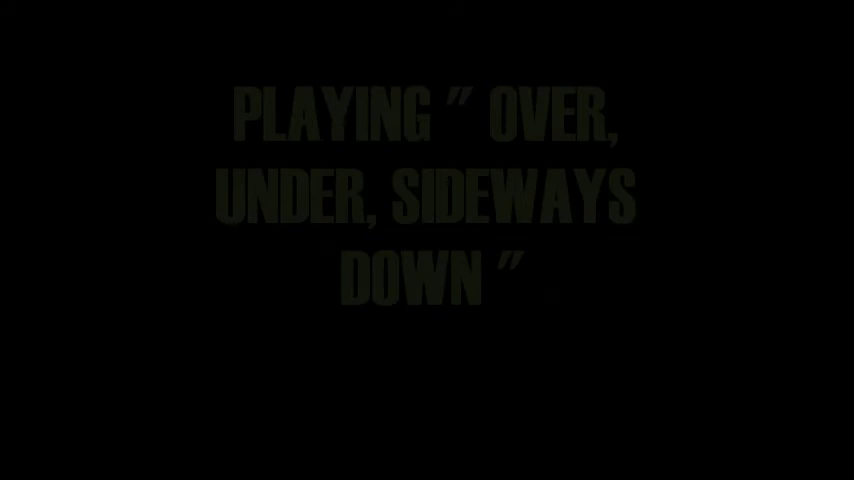 PLAYING " OVER,
UNDER, SIDEWAYS
DOWN "